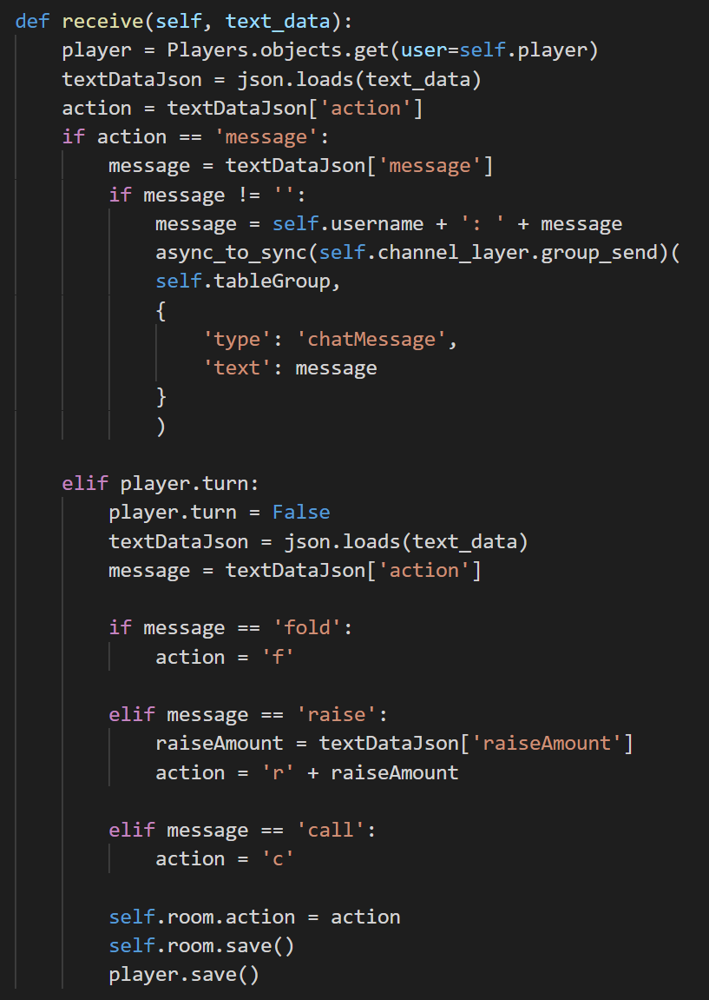 def receive(self, text_data):
    player = Players.objects.get(user=self.player)
    textDataJson = json.loads(text_data)
    action = textDataJson['action']
    if action == 'message':
        message = textDataJson['message']
        if message != '':
            message = self.username + ': ' + message
            async_to_sync(self.channel_layer.group_send)(
            self.tableGroup,
            {
                'type': 'chatMessage',
                'text': message
            }
            )

    elif player.turn:
        player.turn = False
        textDataJson = json.loads(text_data)
        message = textDataJson['action']

        if message == 'fold':
            action = 'f'

        elif message == 'raise':
            raiseAmount = textDataJson['raiseAmount']
            action = 'r' + raiseAmount

        elif message == 'call':
            action = 'c'

        self.room.action = action
        self.room.save()
        player.save()